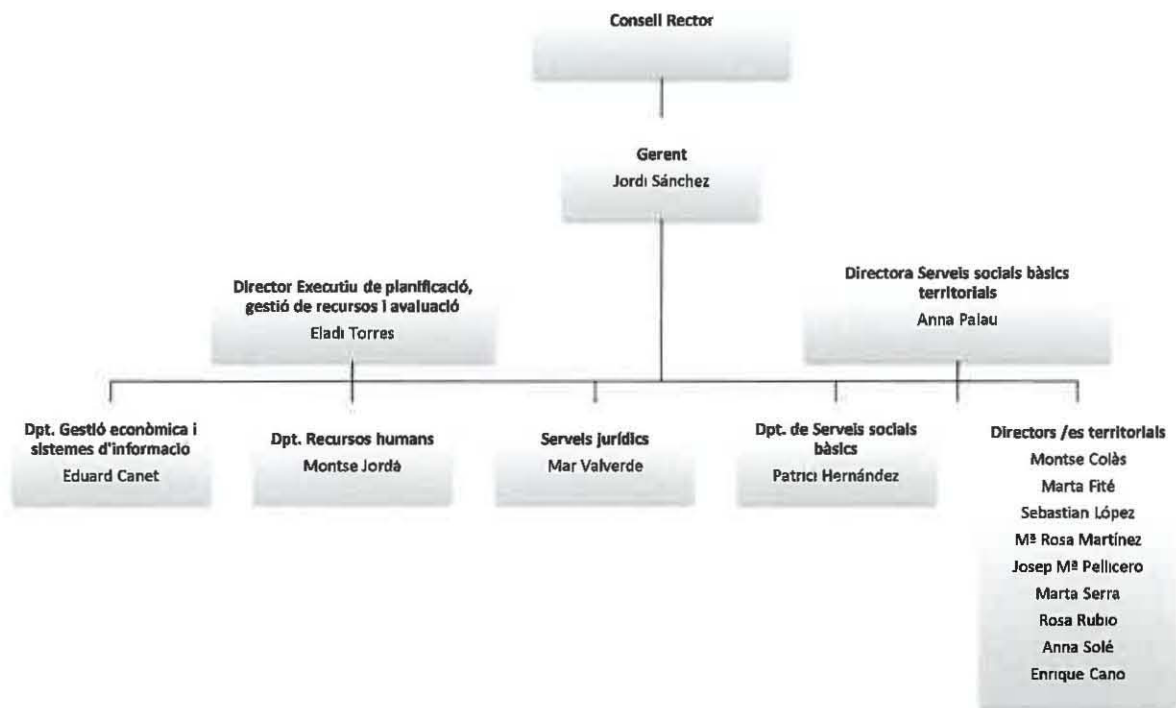 Consell Rector
Gerent
Jordi Sánchez
Director Executiu de planificació,
gestió de recursos i avaluació
Eladi Torres
Directora Serveis socials bàsics
territorials
Anna Palau
Dpt. Gestió econòmica i
sistemes d'informació
Eduard Canet
Dpt. Recursos humans
Montse Jordà
Serveis jurídics
Mar Valverde
Dpt. de Serveis socials
bàsics
Patrici Hernández
Directors /es territorials
Montse Colàs
Marta Fité
Sebastian López
Mª Rosa Martínez
Josep Mª Pellicero
Marta Serra
Rosa Rubio
Anna Solé
Enrique Cano